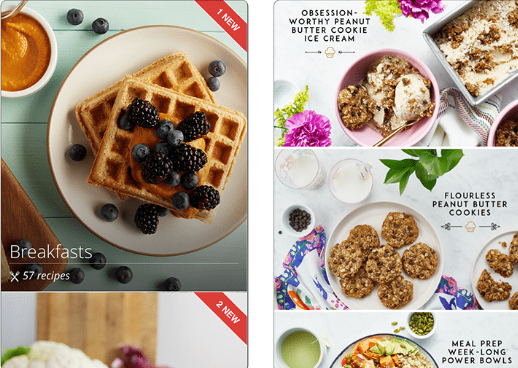 1 NEW
Breakfasts
57 recipes
2 NEW
OBSESSION-
WORTHY PEANUT
BUTTER COOKIE
ICE CREAM
FLOURLESS
PEANUT BUTTER
COOKIES
MEAL PREP
WEEK-LONG
POWER BOWLS